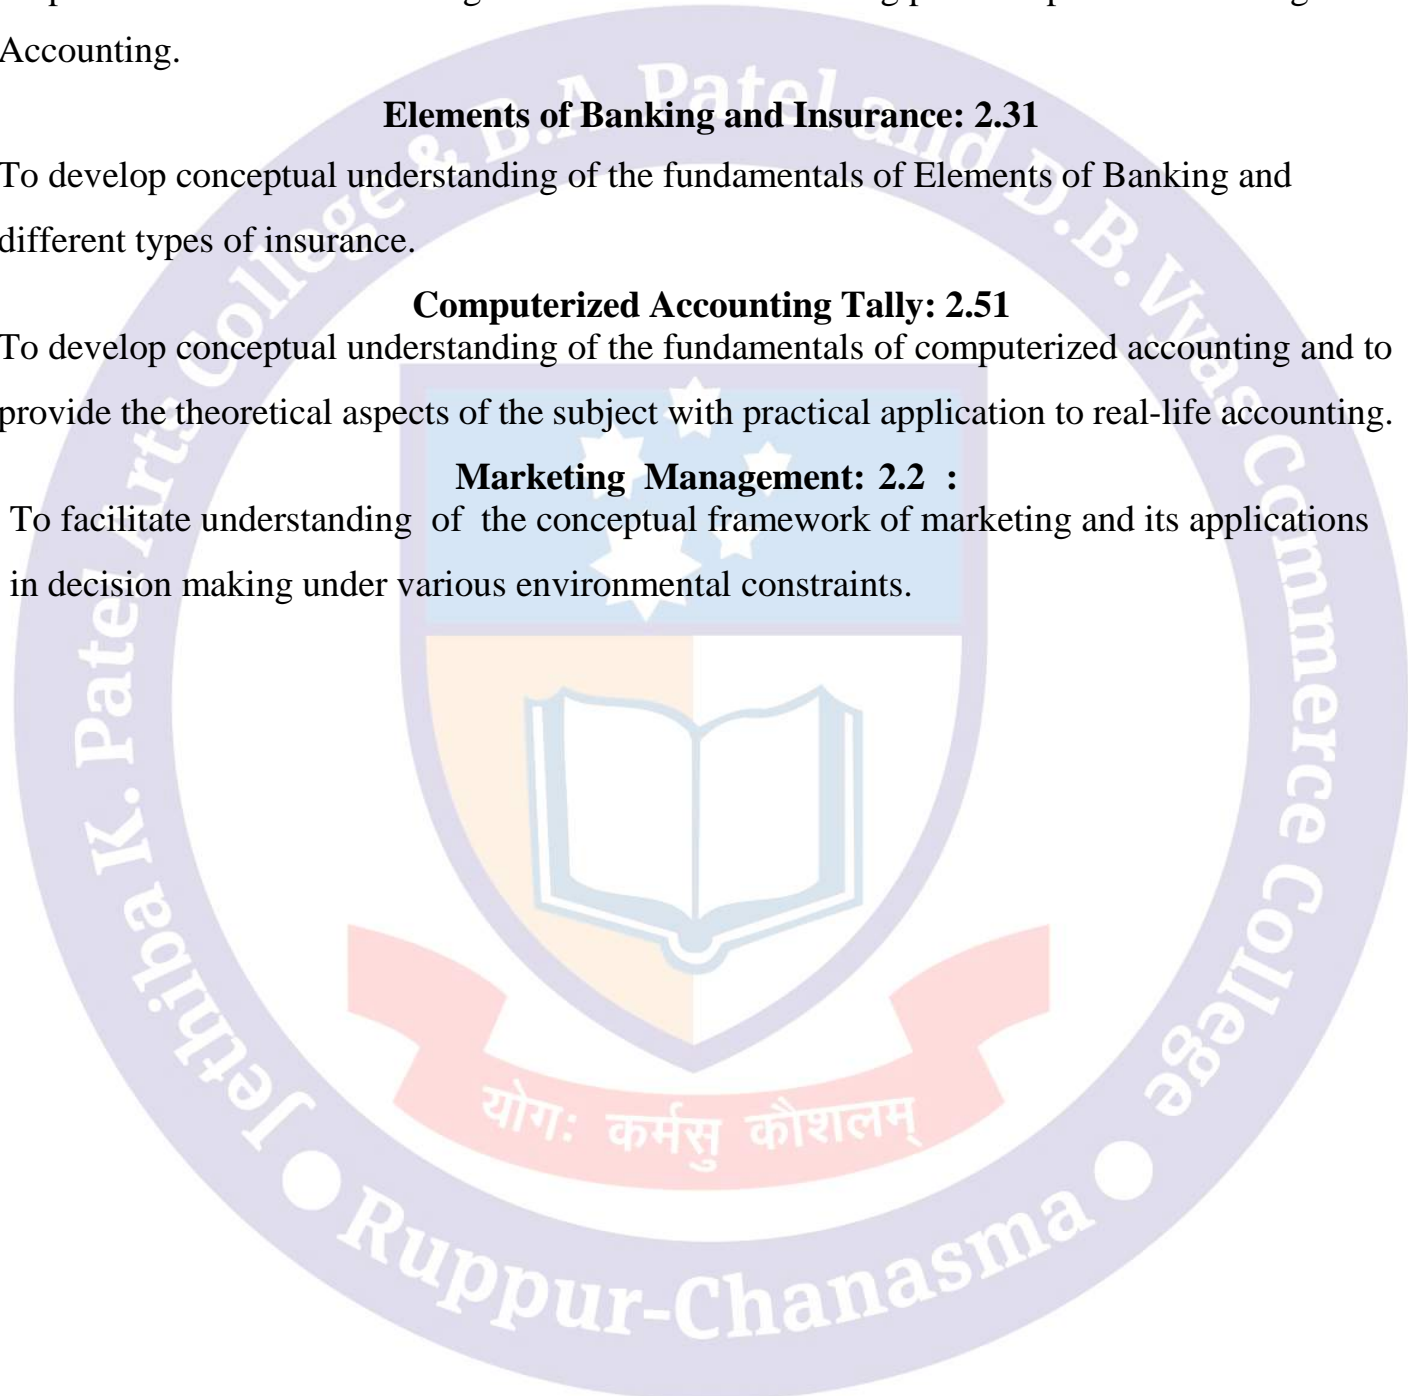 Accounting.
Elements of Banking and Insurance: 2.31
To develop conceptual understanding of the fundamentals of Elements of Banking and
different types of insurance.
Computerized Accounting Tally: 2.51
To develop conceptual understanding of the fundamentals of computerized accounting and to
provide the theoretical aspects of the subject with practical application to real-life accounting.
Marketing Management: 2.2 :
To facilitate understanding of the conceptual framework of marketing and its applications
in decision making under various environmental constraints.
Jethiba K. Patel Arts College & B.A Patel and D.B. Vyas Commerce College
योगः कर्मसु कौशलम्
Ruppur-Chanasma